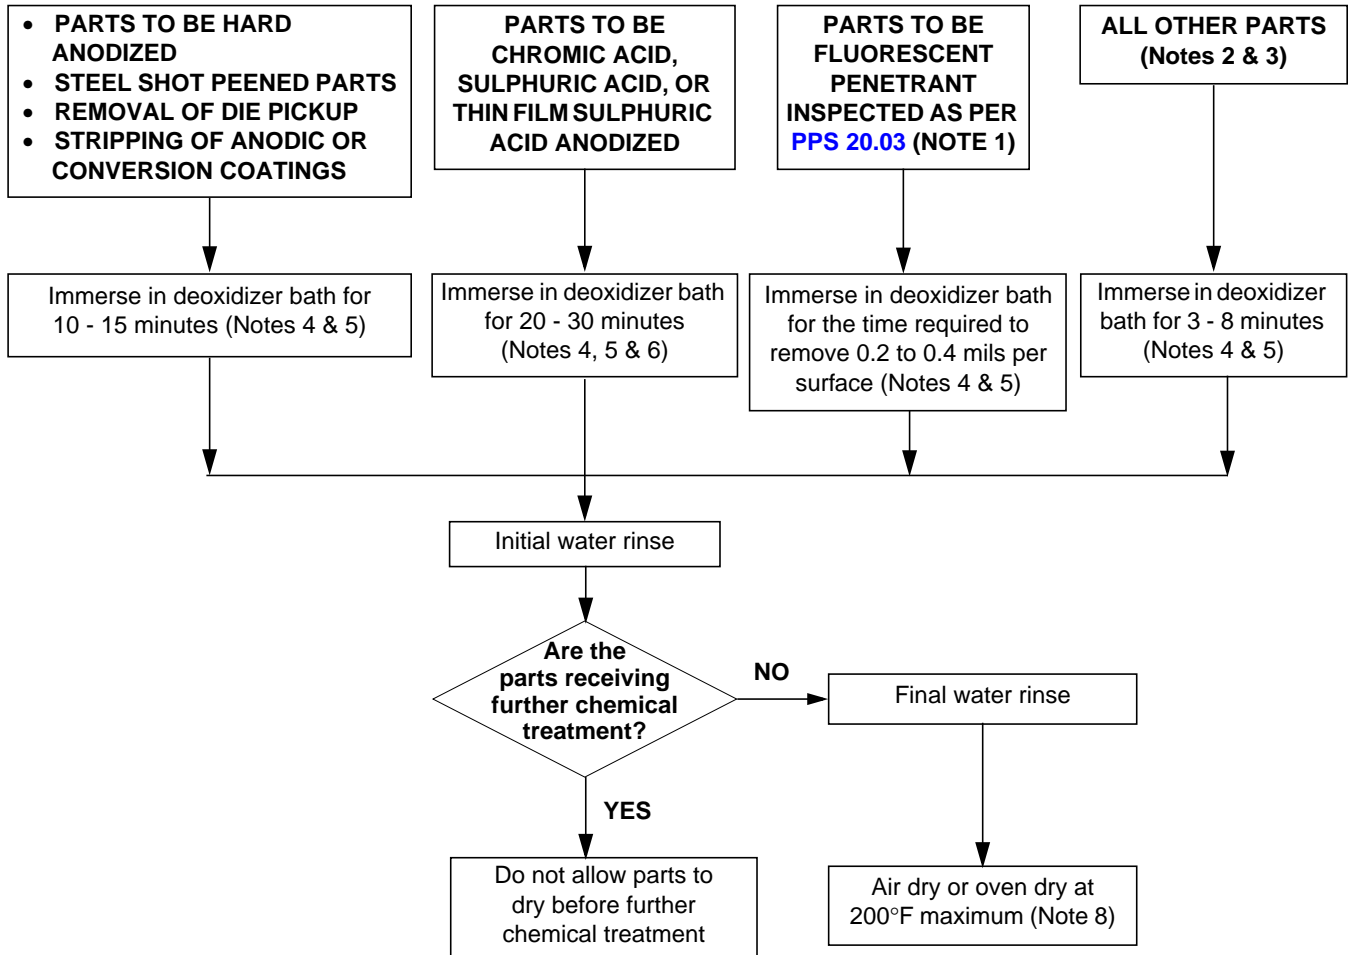 • PARTS TO BE HARD
ANODIZED
• STEEL SHOT PEENED PARTS
• REMOVAL OF DIE PICKUP
• STRIPPING OF ANODIC OR
CONVERSION COATINGS
PARTS TO BE
CHROMIC ACID,
SULPHURIC ACID, OR
THIN FILM SULPHURIC
ACID ANODIZED
PARTS TO BE
FLUORESCENT
PENETRANT
INSPECTED AS PER
PPS 20.03 (NOTE 1)
ALL OTHER PARTS
(Notes 2 & 3)
Immerse in deoxidizer bath for
10 - 15 minutes (Notes 4 & 5)
Immerse in deoxidizer bath
for 20 - 30 minutes
(Notes 4, 5 & 6)
Immerse in deoxidizer bath
for the time required to
remove 0.2 to 0.4 mils per
surface (Notes 4 & 5)
Immerse in deoxidizer
bath for 3 - 8 minutes
(Notes 4 & 5)
Initial water rinse
Are the
parts receiving
further chemical
treatment?
NO
Final water rinse
YES
Do not allow parts to
dry before further
chemical treatment
Air dry or oven dry at
200°F maximum (Note 8)